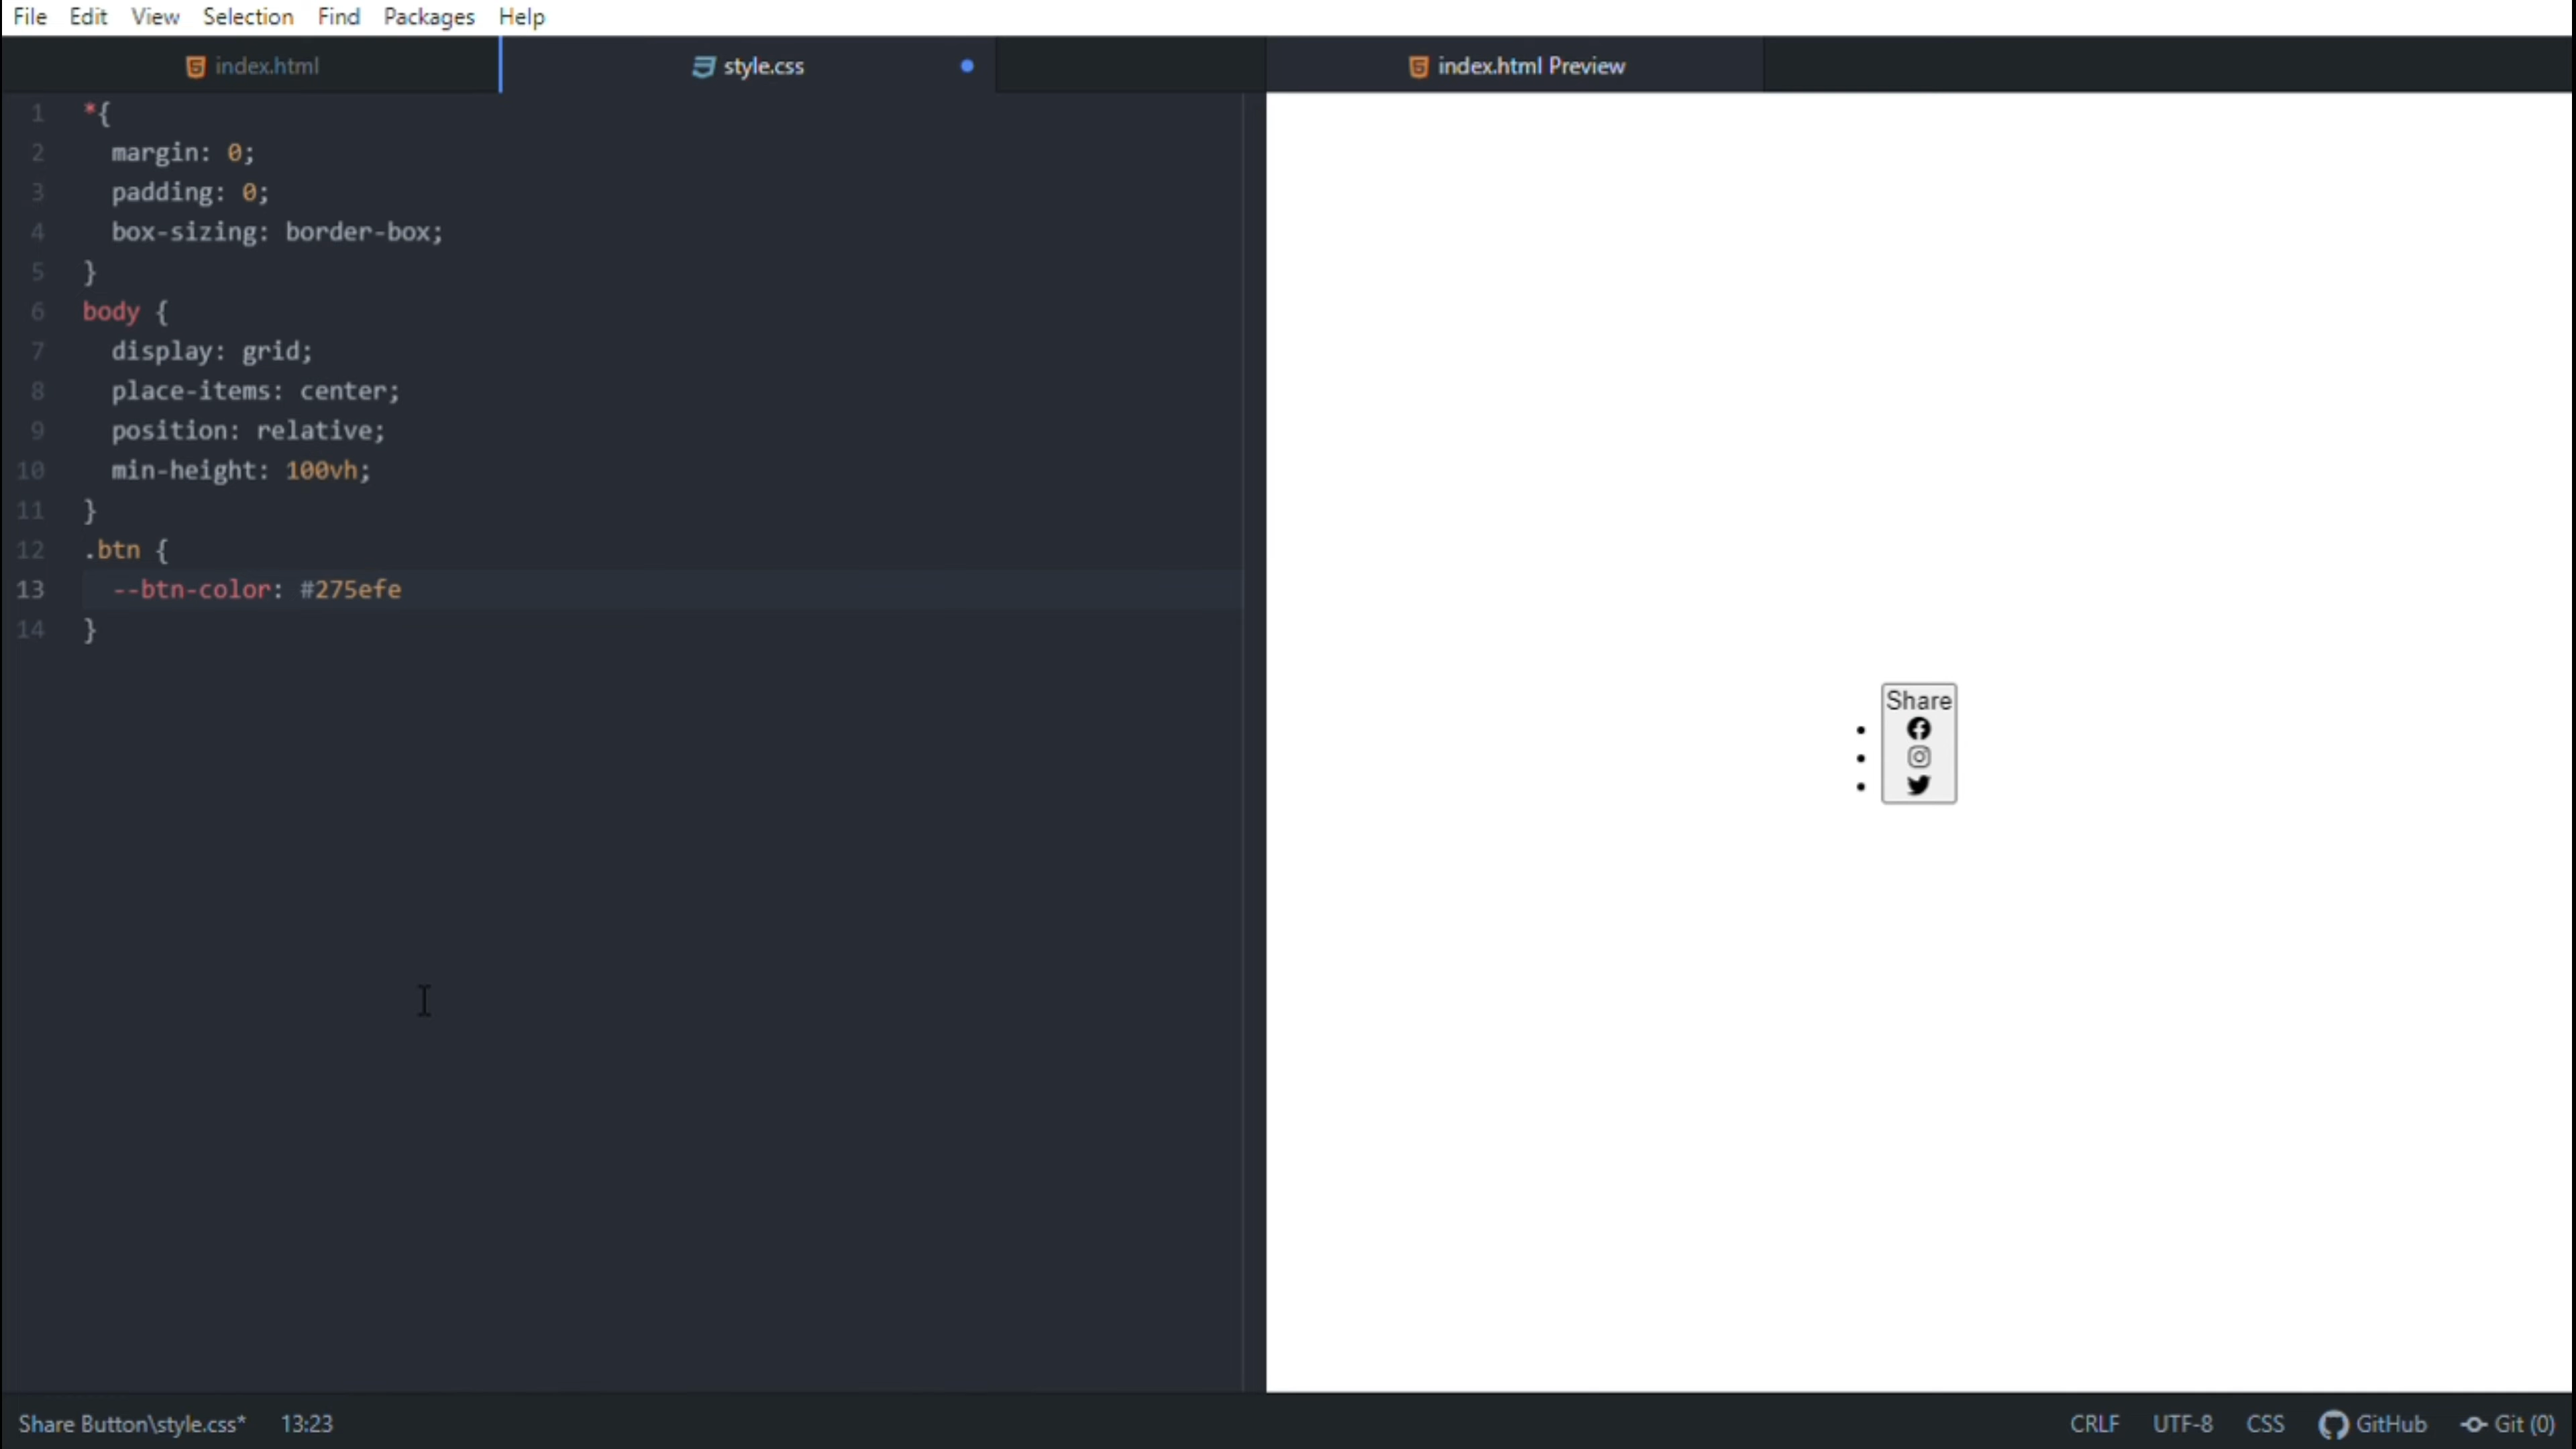 File Edit View Selection Find Packages Help
index.html
style.css
index.html Preview
1 *{
2 margin: 0;
3 padding: 0;
4 box-sizing: border-box;
5 }
6 body {
7 display: grid;
8 place-items: center;
9 position: relative;
10 min-height: 100vh;
11 }
12 .btn {
13 --btn-color: #275efe
14 }
Share
Share Button\style.css* 13:23
CRLF UTF-8 CSS GitHub Git (0)